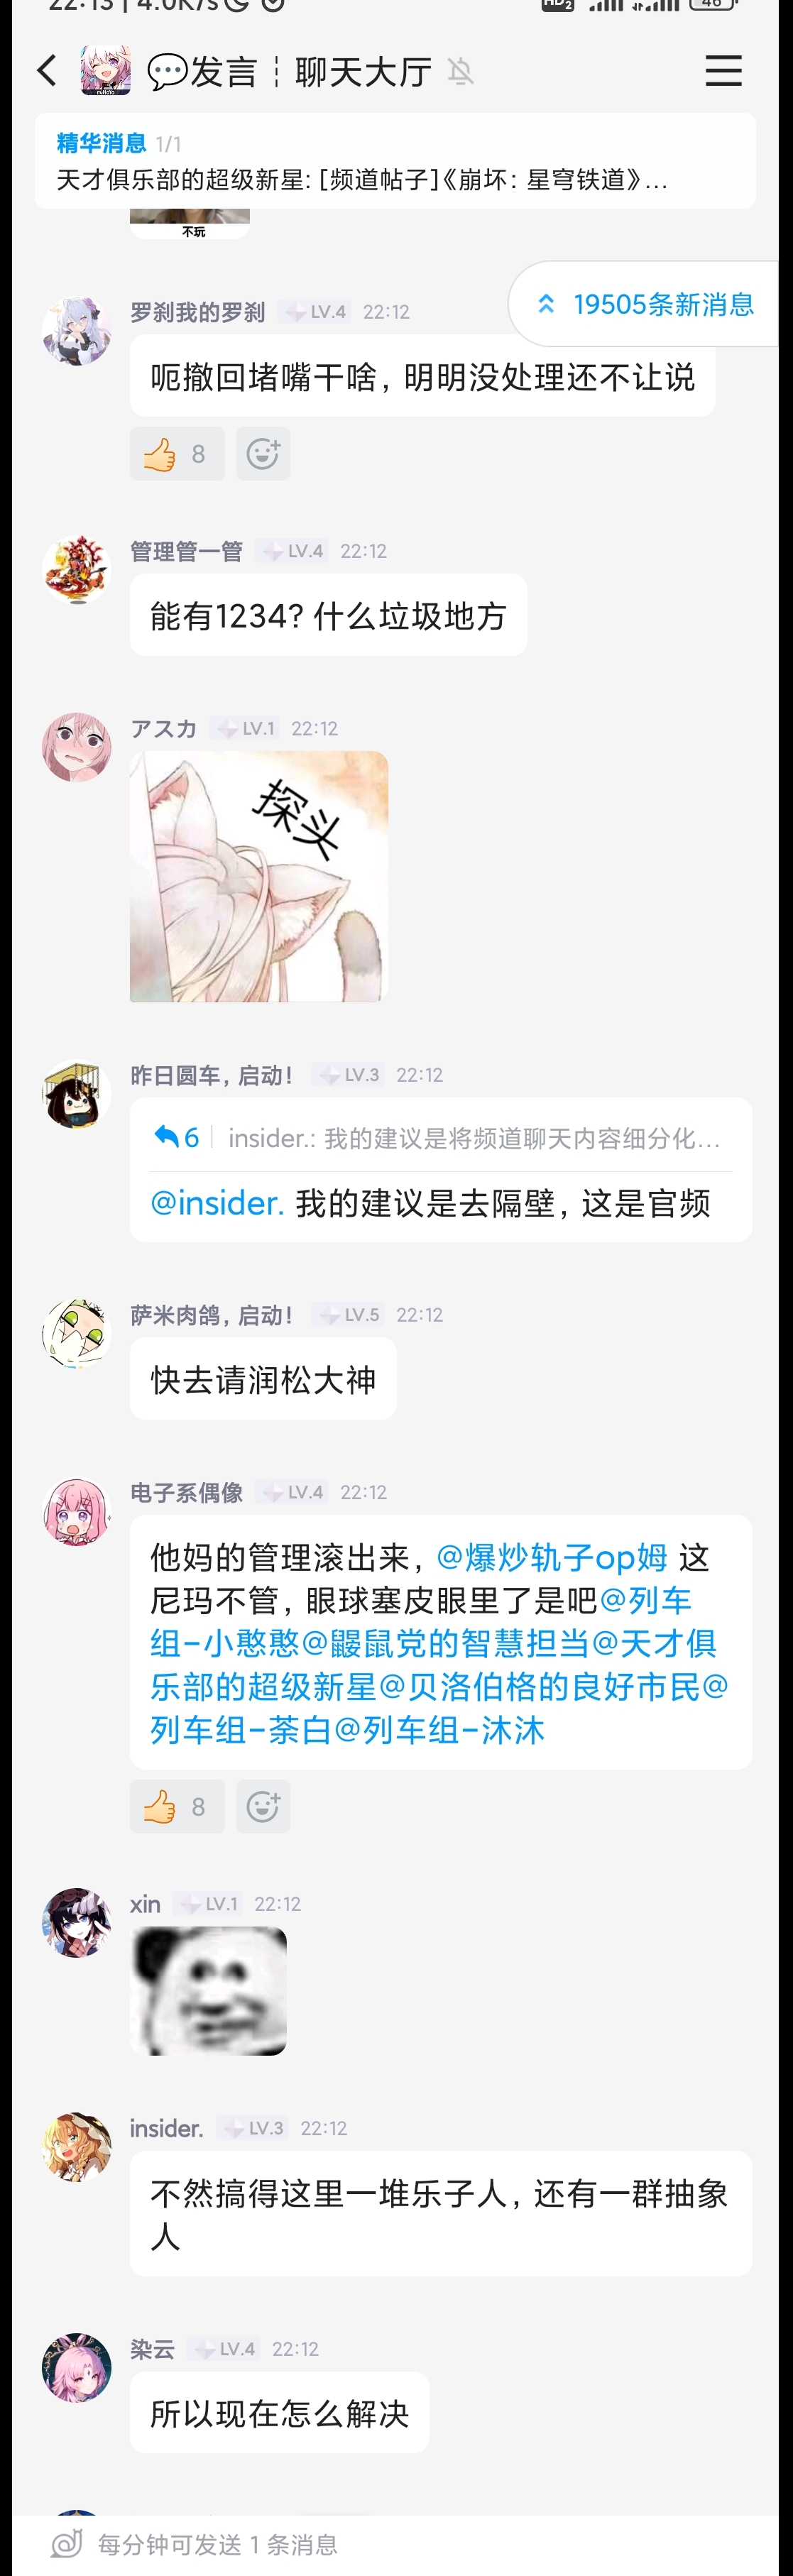 22:13 | 4.0K/s
HD2 46
发言┆聊天大厅
精华消息 1/1
天才俱乐部的超级新星: [频道帖子]《崩坏：星穹铁道》...
不玩
19505条新消息
罗刹我的罗刹 LV.4 22:12
呃撤回堵嘴干啥，明明没处理还不让说
8
管理管一管 LV.4 22:12
能有1234? 什么垃圾地方
アスカ LV.1 22:12
探头
昨日圆车，启动！ LV.3 22:12
6 | insider.: 我的建议是将频道聊天内容细分化...
@insider. 我的建议是去隔壁，这是官频
萨米肉鸽，启动！ LV.5 22:12
快去请润松大神
电子系偶像 LV.4 22:12
他妈的管理滚出来，@爆炒轨子op姆 这
尼玛不管，眼球塞皮眼里了是吧@列车
组-小憨憨@鼹鼠党的智慧担当@天才俱
乐部的超级新星@贝洛伯格的良好市民@
列车组-荼白@列车组-沐沐
8
xin LV.1 22:12
insider. LV.3 22:12
不然搞得这里一堆乐子人，还有一群抽象
人
染云 LV.4 22:12
所以现在怎么解决
每分钟可发送 1 条消息